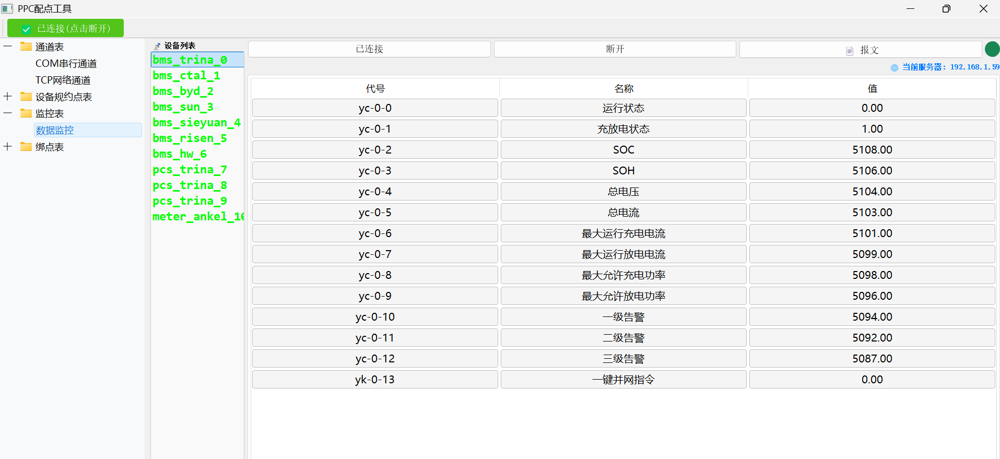 PPC配点工具
已连接(点击断开)
通道表
COM串行通道
TCP网络通道
设备规约点表
监控表
数据监控
绑点表
设备列表
bms_trina_0
bms_ctal_1
bms_byd_2
bms_sun_3
bms_sieyuan_4
bms_risen_5
bms_hw_6
pcs_trina_7
pcs_trina_8
pcs_trina_9
meter_ankel_10
已连接 断开 报文
当前服务器: 192.168.1.59
代号 名称 值
yc-0-0 运行状态 0.00
yc-0-1 充放电状态 1.00
yc-0-2 SOC 5108.00
yc-0-3 SOH 5106.00
yc-0-4 总电压 5104.00
yc-0-5 总电流 5103.00
yc-0-6 最大运行充电电流 5101.00
yc-0-7 最大运行放电电流 5099.00
yc-0-8 最大允许充电功率 5098.00
yc-0-9 最大允许放电功率 5096.00
yc-0-10 一级告警 5094.00
yc-0-11 二级告警 5092.00
yc-0-12 三级告警 5087.00
yk-0-13 一键并网指令 0.00